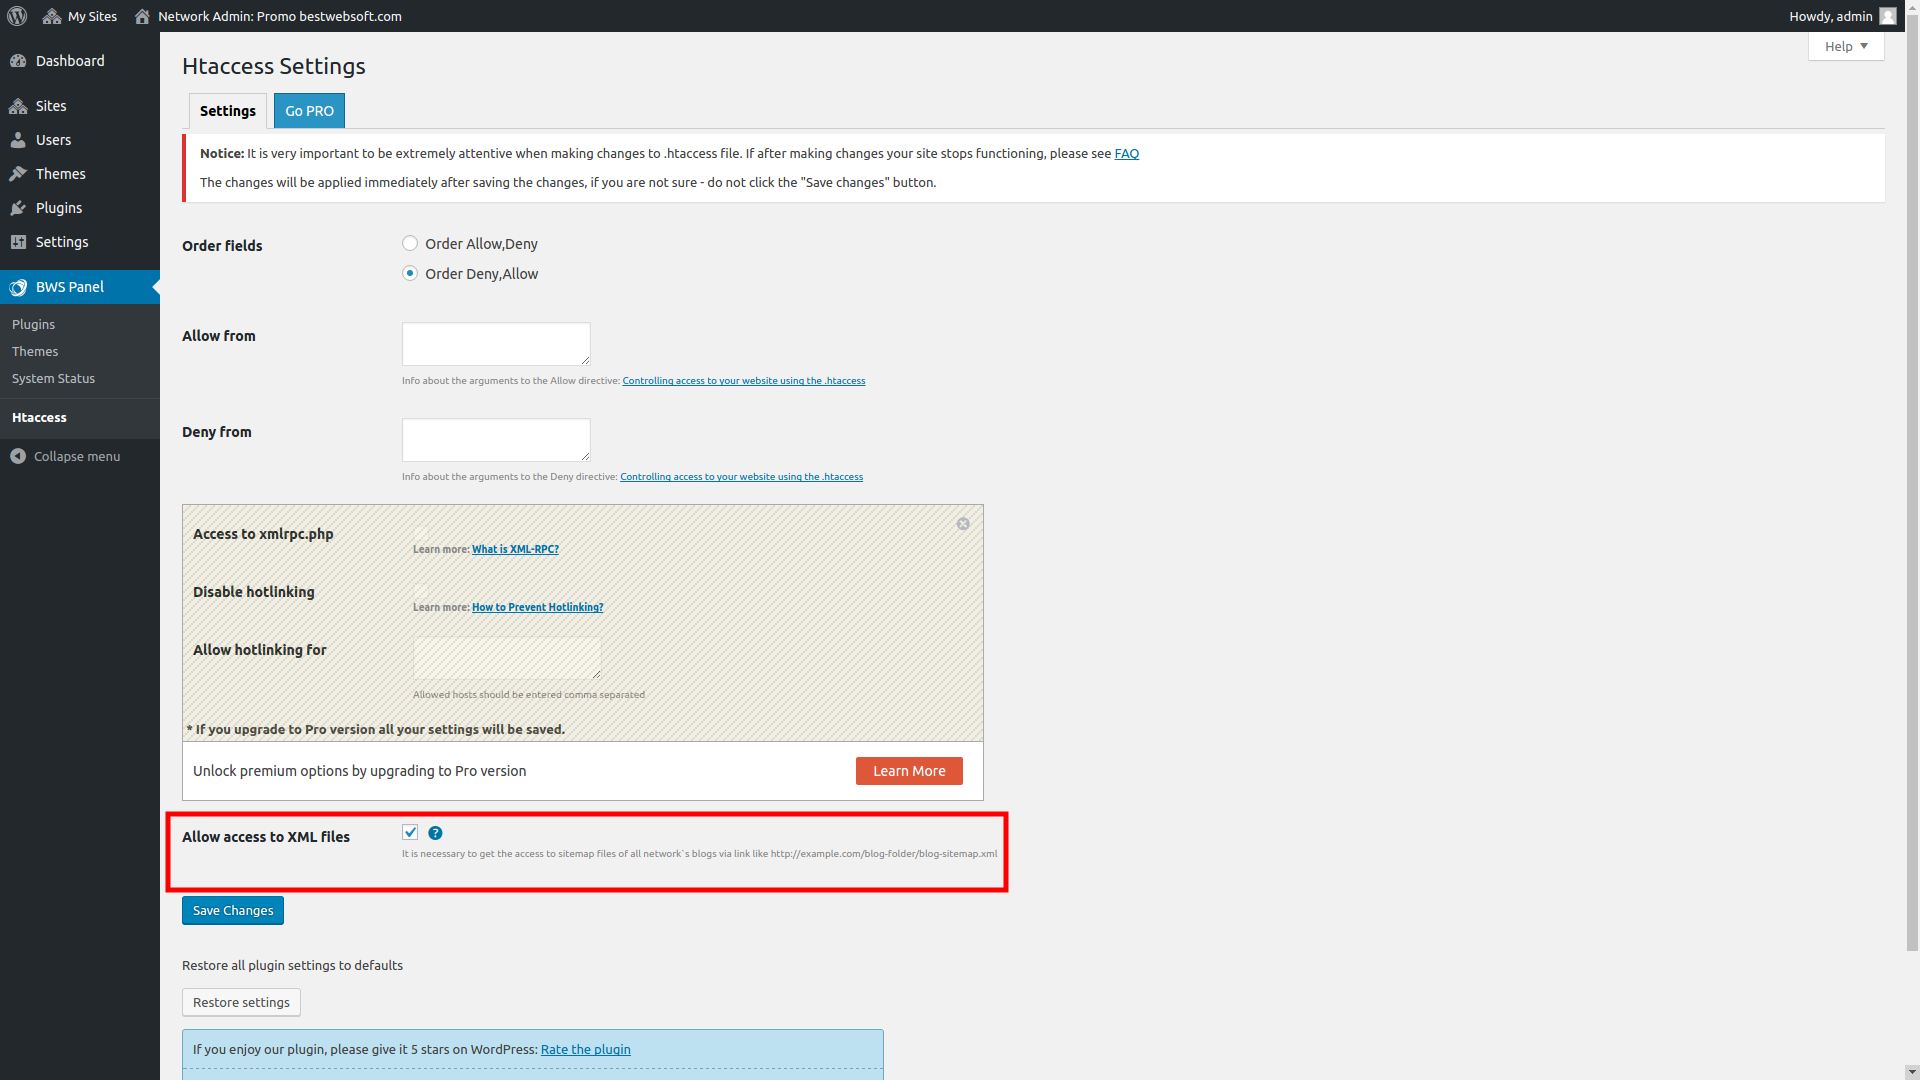 My Sites
Network Admin: Promo bestwebsoft.com
Howdy, admin
Help
Dashboard
Sites
Users
Themes
Plugins
Settings
BWS Panel
Plugins
Themes
System Status
Htaccess
Collapse menu
Htaccess Settings
Settings
Go PRO
Notice: It is very important to be extremely attentive when making changes to .htaccess file. If after making changes your site stops functioning, please see FAQ
The changes will be applied immediately after saving the changes, if you are not sure - do not click the "Save changes" button.
Order fields
Order Allow,Deny
Order Deny,Allow
Allow from
Info about the arguments to the Allow directive: Controlling access to your website using the .htaccess
Deny from
Info about the arguments to the Deny directive: Controlling access to your website using the .htaccess
Access to xmlrpc.php
Learn more: What is XML-RPC?
Disable hotlinking
Learn more: How to Prevent Hotlinking?
Allow hotlinking for
Allowed hosts should be entered comma separated
* If you upgrade to Pro version all your settings will be saved.
Unlock premium options by upgrading to Pro version
Learn More
Allow access to XML files
?
It is necessary to get the access to sitemap files of all network`s blogs via link like http://example.com/blog-folder/blog-sitemap.xml
Save Changes
Restore all plugin settings to defaults
Restore settings
If you enjoy our plugin, please give it 5 stars on WordPress: Rate the plugin